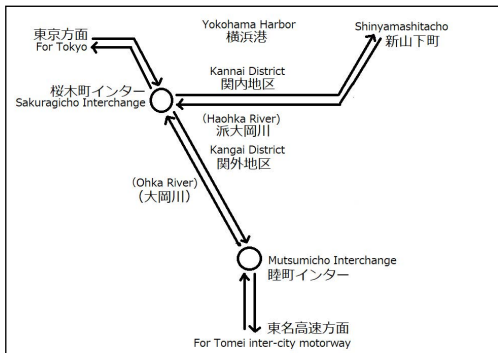 東京方面
For Tokyo
Yokohama Harbor
横浜港
Shinyamashitacho
新山下町
桜木町インター
Sakuragicho Interchange
Kannai District
関内地区
(Haohka River)
派大岡川
Kangai District
関外地区
(Ohka River)
(大岡川)
Mutsumicho Interchange
睦町インター
東名高速方面
For Tomei inter-city motorway